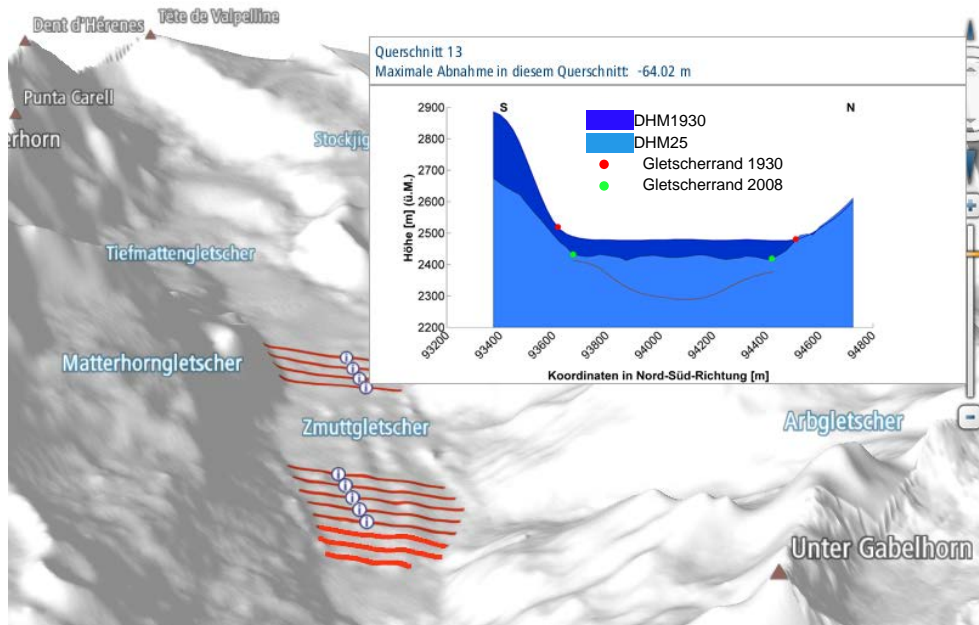 Dent d'Hérenes
Tête de Valpelline
Punta Carell
erhorn
Stockjig
Tiefmattengletscher
Matterhorngletscher
Zmuttgletscher
Arbgletscher
Unter Gabelhorn
Querschnitt 13
Maximale Abnahme in diesem Querschnitt: -64.02 m
S
N
DHM1930
DHM25
Gletscherrand 1930
Gletscherrand 2008
Höhe [m] (ü.M.)
2900
2800
2700
2600
2500
2400
2300
2200
93200
93400
93600
93800
94000
94200
94400
94600
94800
Koordinaten in Nord-Süd-Richtung [m]
i
i
i
i
i
i
i
i
i
+
-